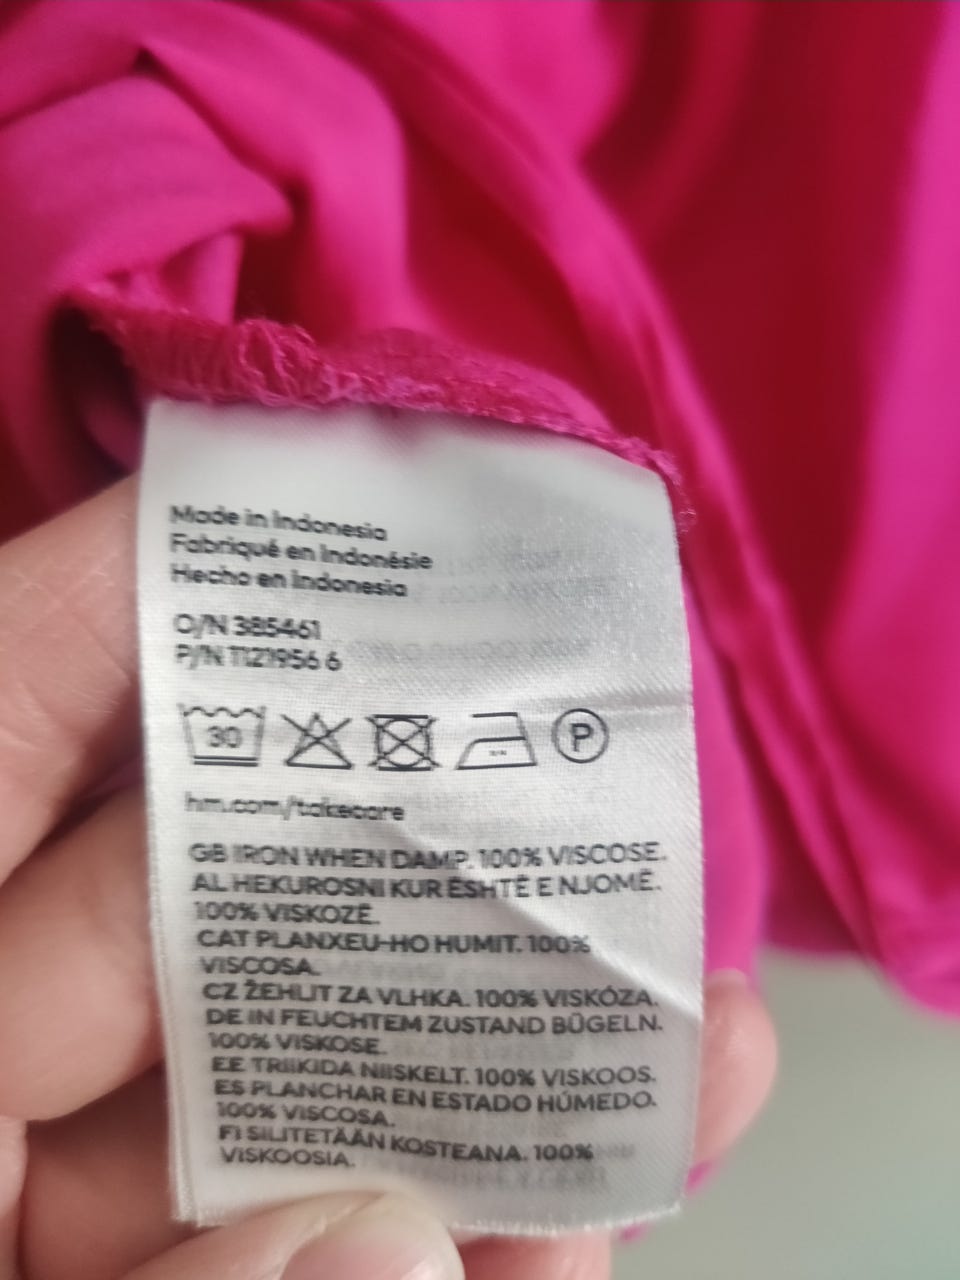 Made in Indonesia
Fabriqué en Indonésie
Hecho en Indonesia
O/N 385461
P/N 1121956 6
30
P
hm.com/takecare
GB IRON WHEN DAMP. 100% VISCOSE.
AL HEKUROSNI KUR ËSHTË E NJOMË.
100% VISKOZË.
CAT PLANXEU-HO HUMIT. 100%
VISCOSA.
CZ ŽEHLIT ZA VLHKA. 100% VISKÓZA.
DE IN FEUCHTEM ZUSTAND BÜGELN.
100% VISKOSE.
EE TRIIKIDA NIISKELT. 100% VISKOOS.
ES PLANCHAR EN ESTADO HÚMEDO.
100% VISCOSA.
FI SILITETÄÄN KOSTEANA. 100%
VISKOOSIA.